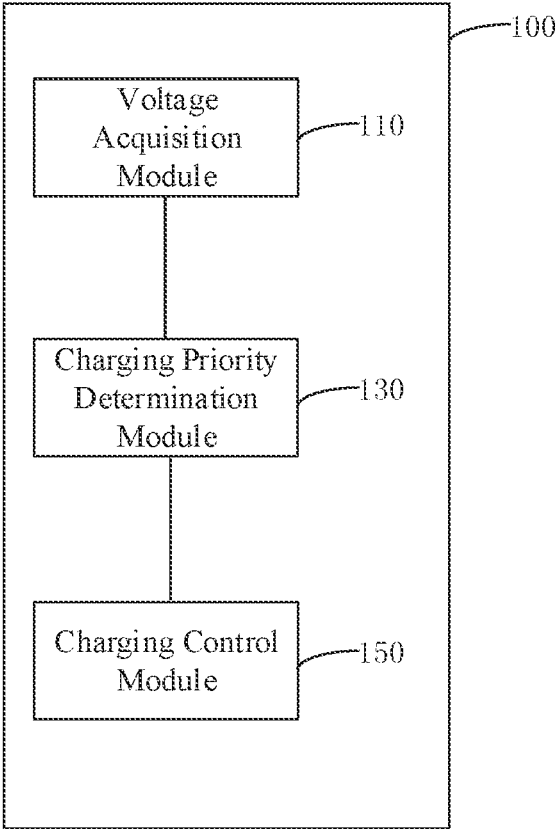 100
Voltage
Acquisition
Module
110
Charging Priority
Determination
Module
130
Charging Control
Module
150